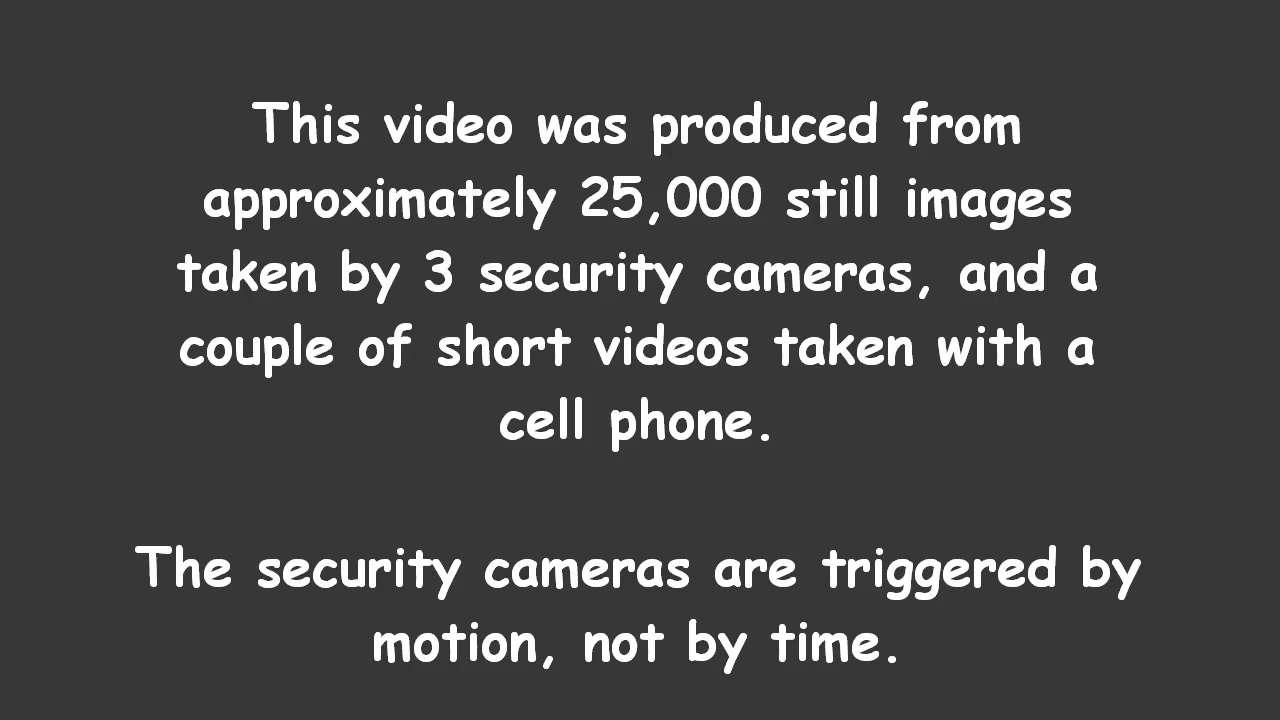 This video was produced from
approximately 25,000 still images
taken by 3 security cameras, and a
couple of short videos taken with a
cell phone.
The security cameras are triggered by
motion, not by time.